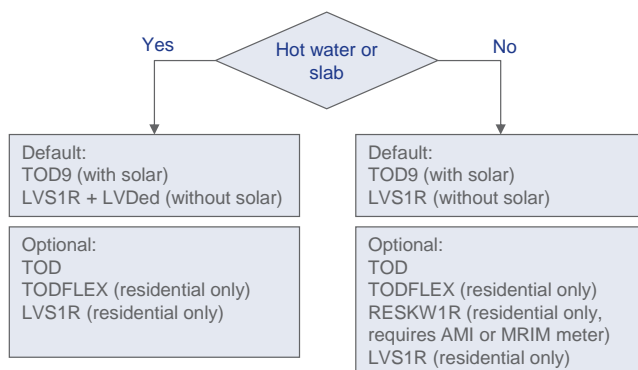 Yes
Hot water or
slab
No
Default:
TOD9 (with solar)
LVS1R + LVDed (without solar)
Default:
TOD9 (with solar)
LVS1R (without solar)
Optional:
TOD
TODFLEX (residential only)
LVS1R (residential only)
Optional:
TOD
TODFLEX (residential only)
RESKW1R (residential only,
requires AMI or MRIM meter)
LVS1R (residential only)